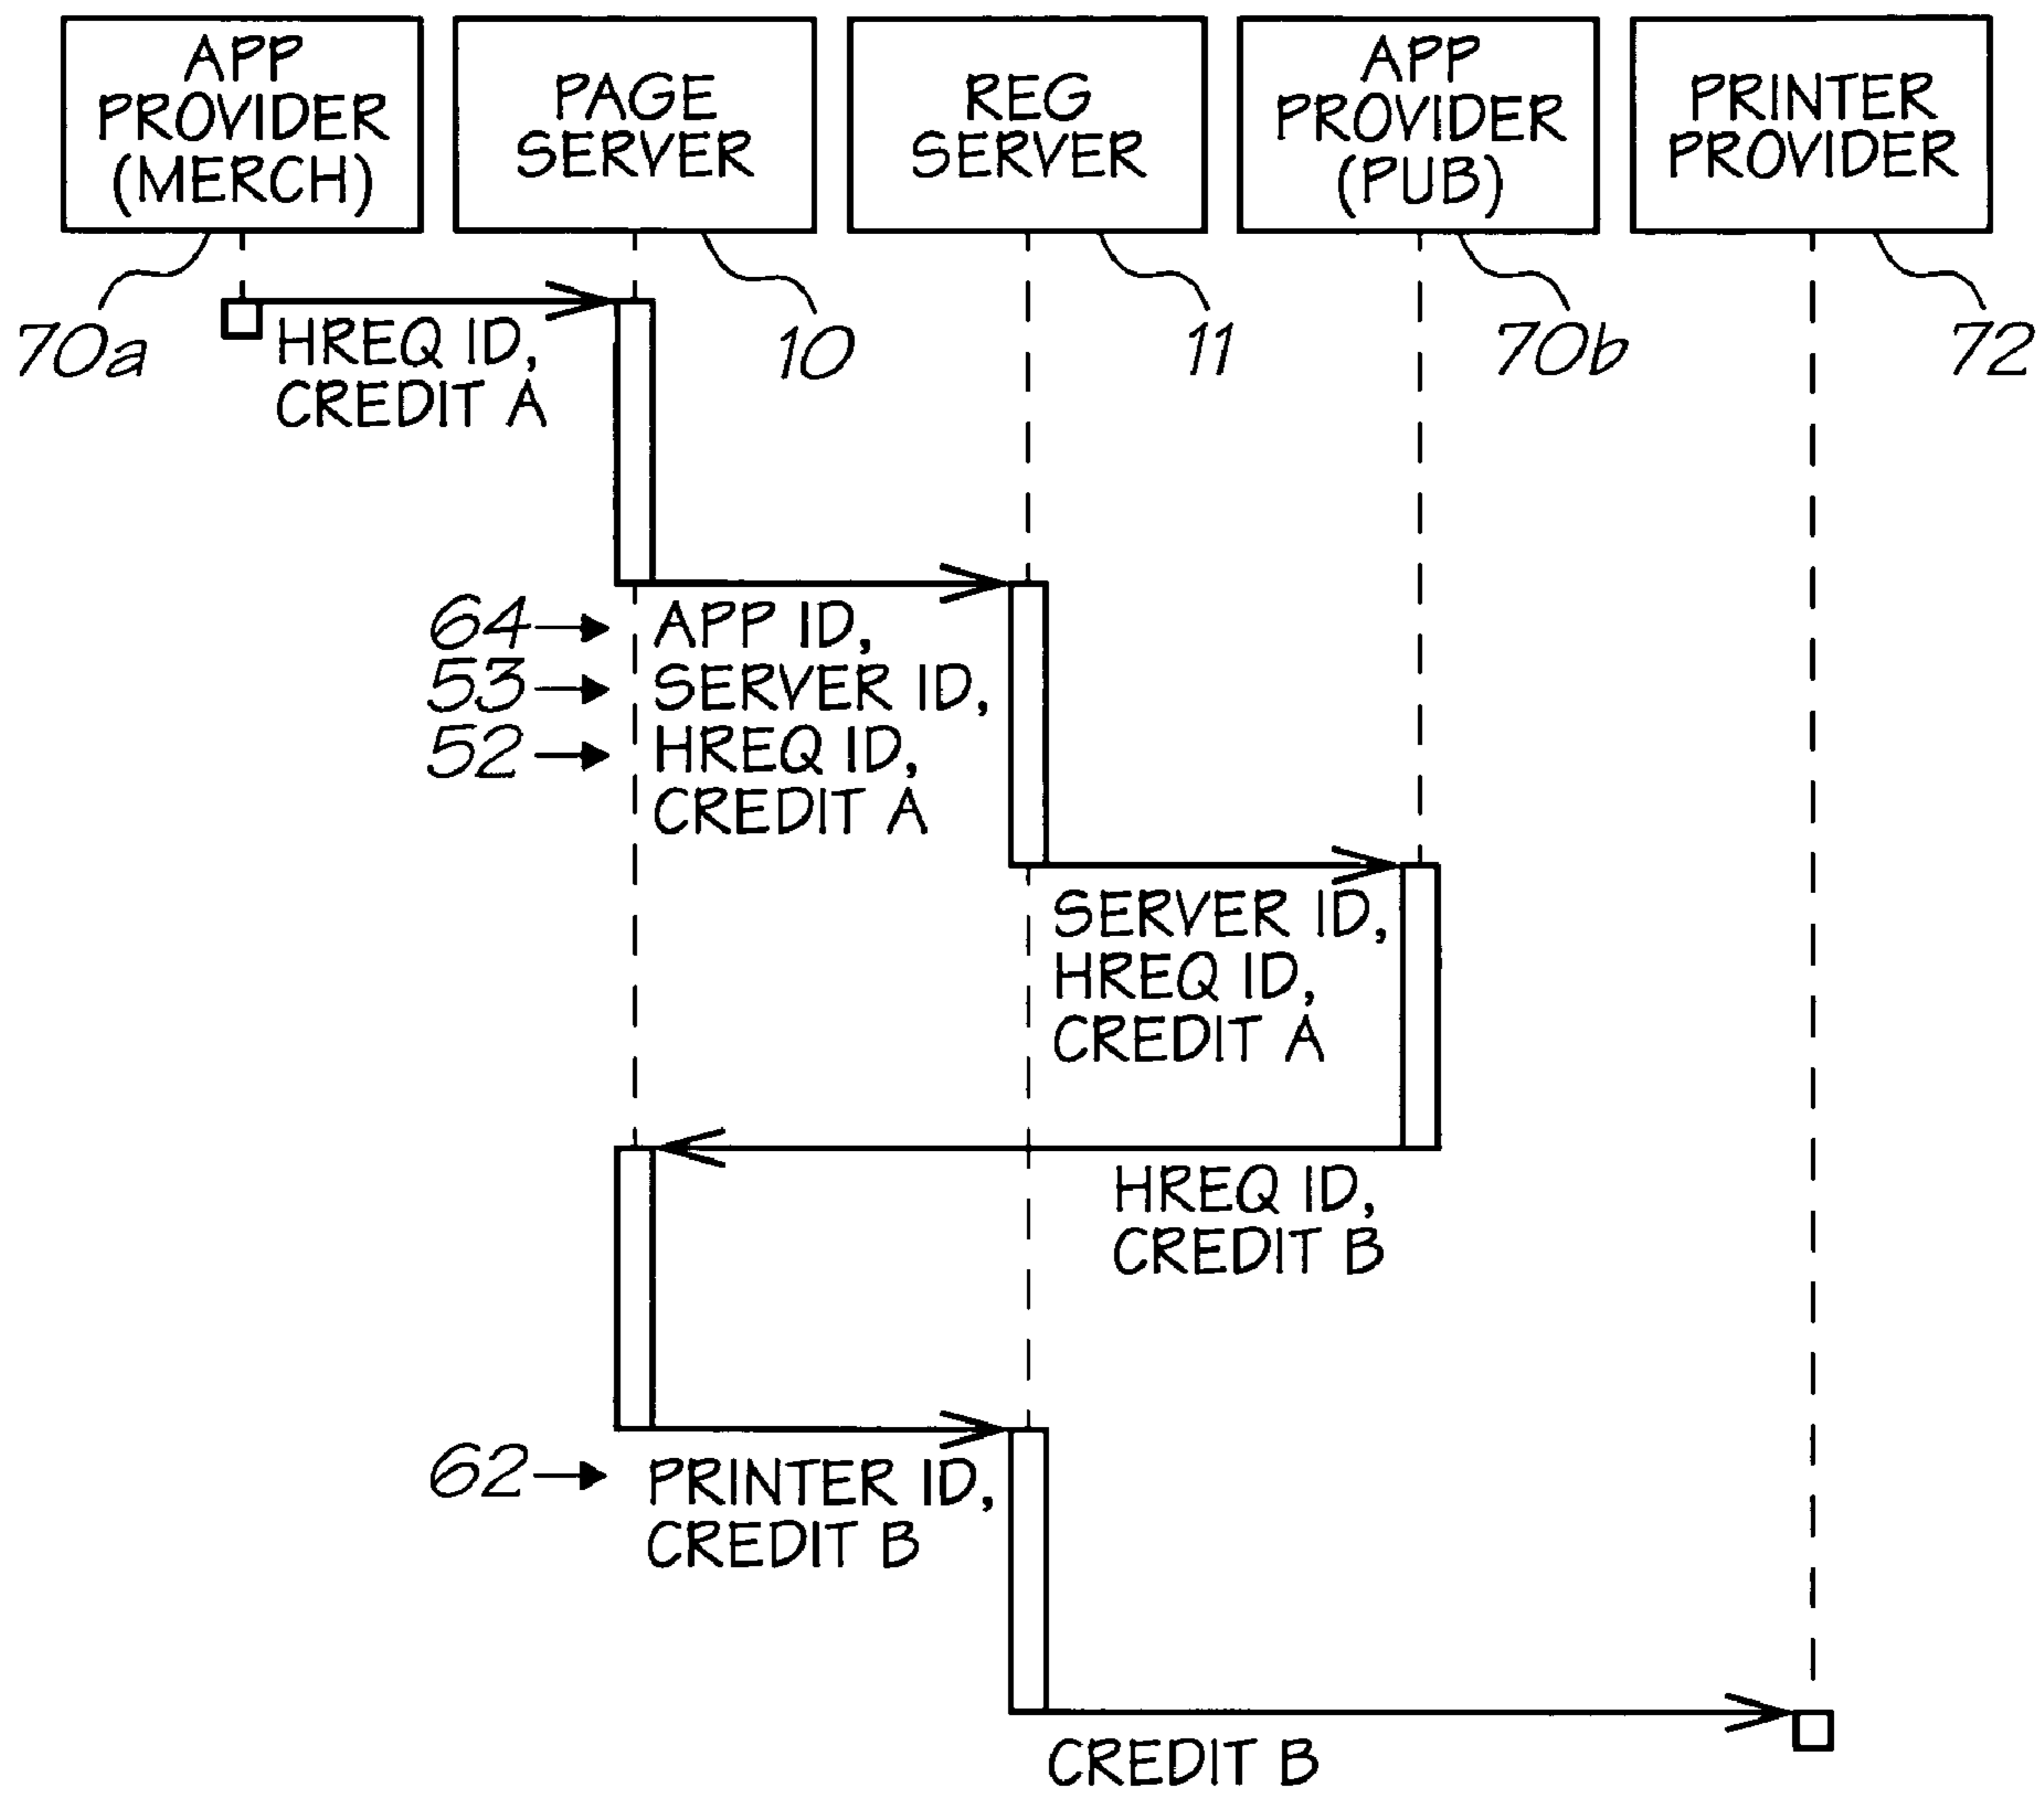 APP
PROVIDER
(MERCH)
PAGE
SERVER
REG
SERVER
APP
PROVIDER
(PUB)
PRINTER
PROVIDER
70a
10
11
70b
72
HREQ ID,
CREDIT A
64
APP ID,
53
SERVER ID,
52
HREQ ID,
CREDIT A
SERVER ID,
HREQ ID,
CREDIT A
HREQ ID,
CREDIT B
62
PRINTER ID,
CREDIT B
CREDIT B